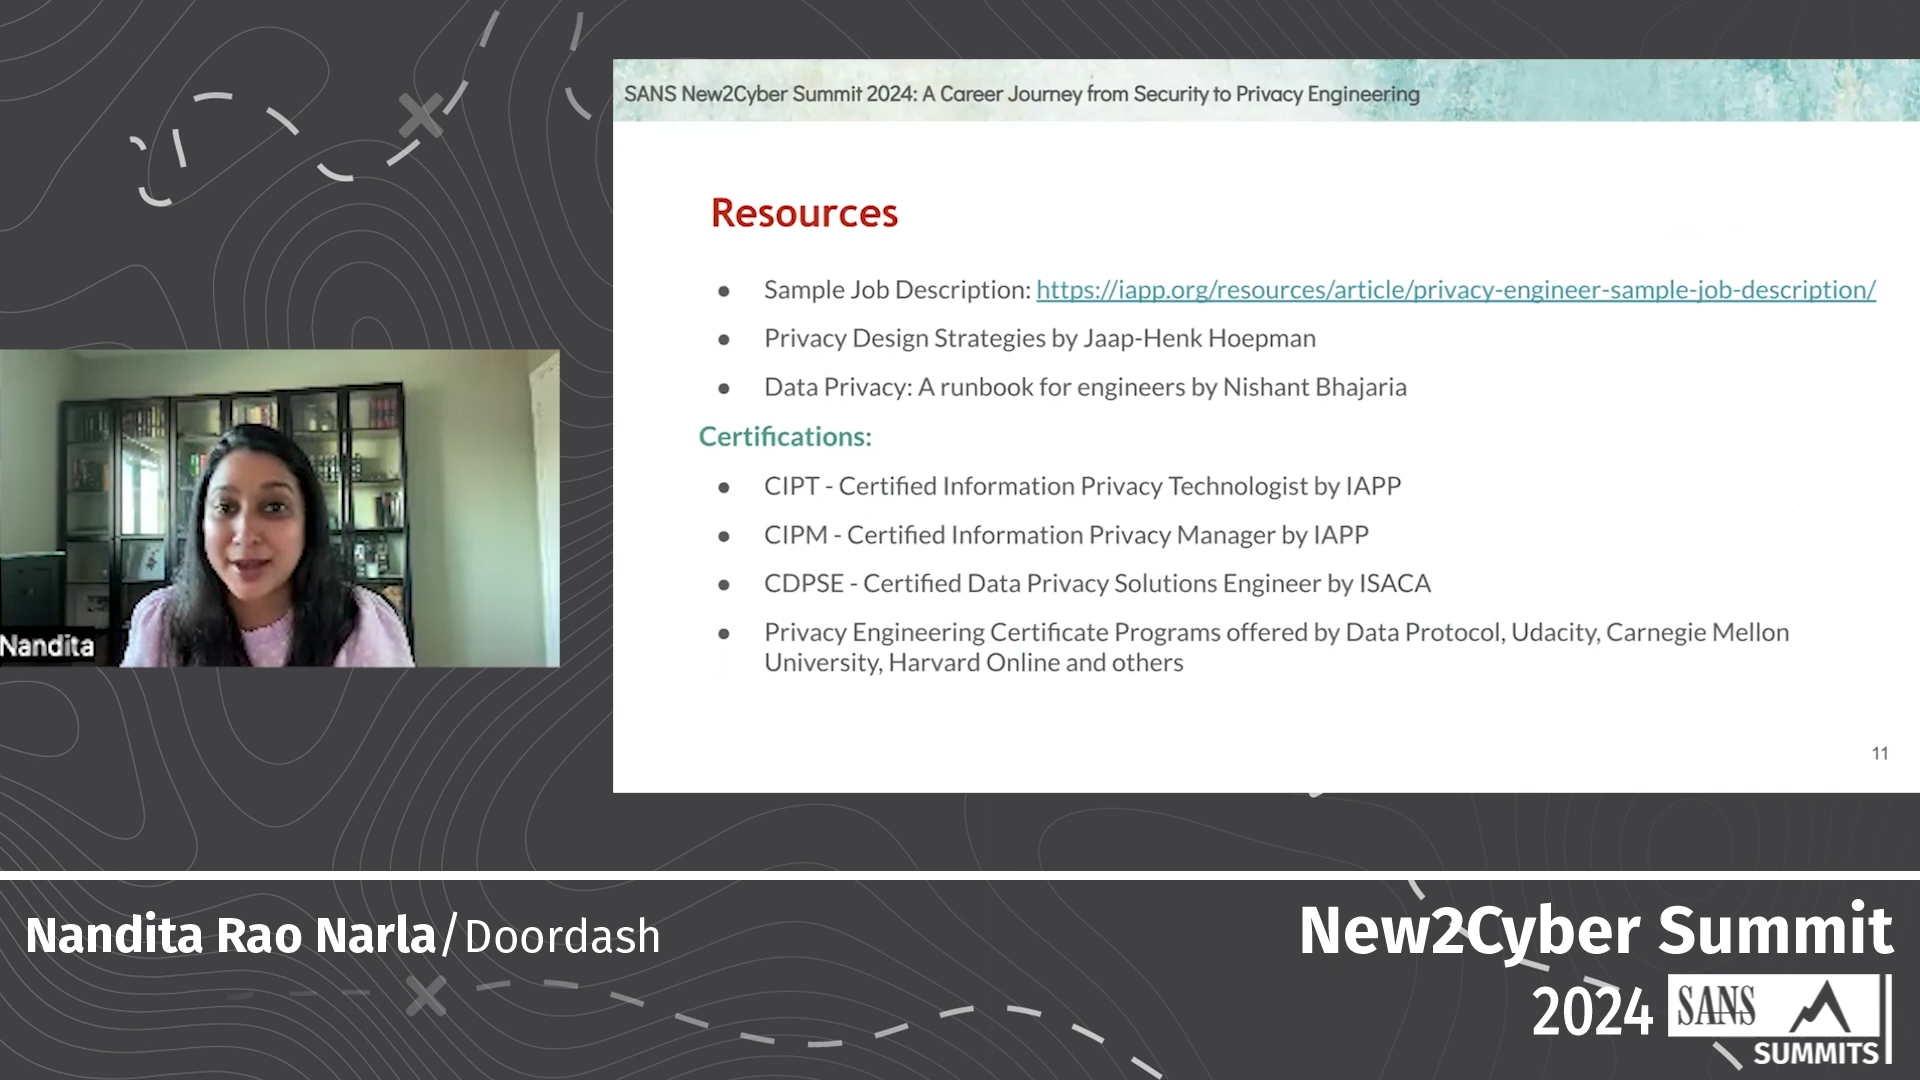 SANS New2Cyber Summit 2024: A Career Journey from Security to Privacy Engineering
Resources
● Sample Job Description: https://iapp.org/resources/article/privacy-engineer-sample-job-description/
● Privacy Design Strategies by Jaap-Henk Hoepman
● Data Privacy: A runbook for engineers by Nishant Bhajaria
Certifications:
● CIPT - Certified Information Privacy Technologist by IAPP
● CIPM - Certified Information Privacy Manager by IAPP
● CDPSE - Certified Data Privacy Solutions Engineer by ISACA
● Privacy Engineering Certificate Programs offered by Data Protocol, Udacity, Carnegie Mellon
University, Harvard Online and others
11
Nandita
Nandita Rao Narla/Doordash
New2Cyber Summit
2024
SANS
SUMMITS